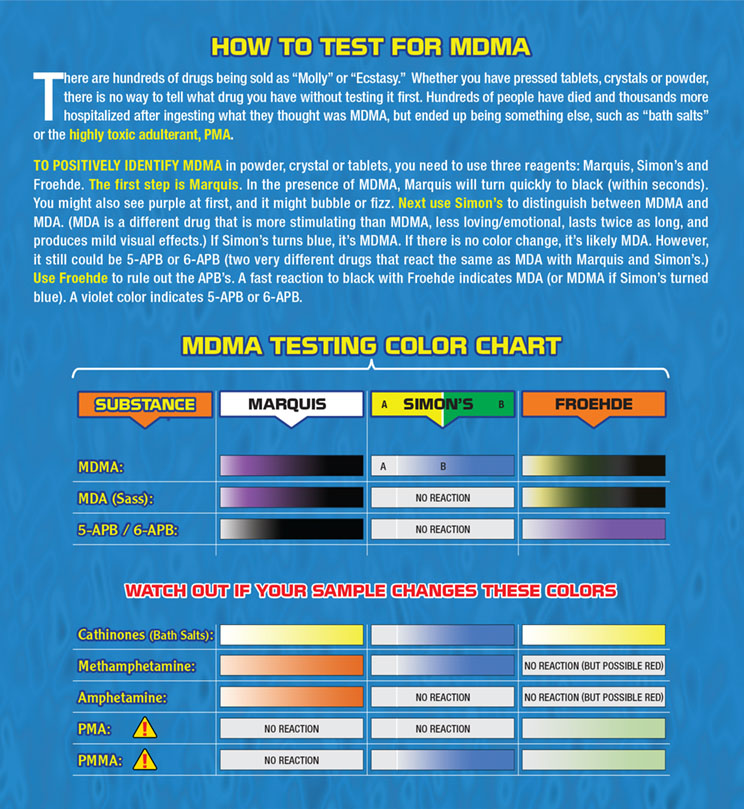 HOW TO TEST FOR MDMA
There are hundreds of drugs being sold as “Molly” or “Ecstasy.” Whether you have pressed tablets, crystals or powder,
there is no way to tell what drug you have without testing it first. Hundreds of people have died and thousands more
hospitalized after ingesting what they thought was MDMA, but ended up being something else, such as “bath salts”
or the highly toxic adulterant, PMA.
TO POSITIVELY IDENTIFY MDMA in powder, crystal or tablets, you need to use three reagents: Marquis, Simon’s and
Froehde. The first step is Marquis. In the presence of MDMA, Marquis will turn quickly to black (within seconds).
You might also see purple at first, and it might bubble or fizz. Next use Simon’s to distinguish between MDMA and
MDA. (MDA is a different drug that is more stimulating than MDMA, less loving/emotional, lasts twice as long, and
produces mild visual effects.) If Simon’s turns blue, it’s MDMA. If there is no color change, it’s likely MDA. However,
it still could be 5-APB or 6-APB (two very different drugs that react the same as MDA with Marquis and Simon’s.)
Use Froehde to rule out the APB’s. A fast reaction to black with Froehde indicates MDA (or MDMA if Simon’s turned
blue). A violet color indicates 5-APB or 6-APB.
MDMA TESTING COLOR CHART
SUBSTANCE MARQUIS A SIMON’S B FROEHDE
MDMA: A B
MDA (Sass): NO REACTION
5-APB / 6-APB: NO REACTION
WATCH OUT IF YOUR SAMPLE CHANGES THESE COLORS
Cathinones (Bath Salts):
Methamphetamine: NO REACTION (BUT POSSIBLE RED)
Amphetamine: NO REACTION NO REACTION (BUT POSSIBLE RED)
PMA: ! NO REACTION NO REACTION
PMMA: ! NO REACTION